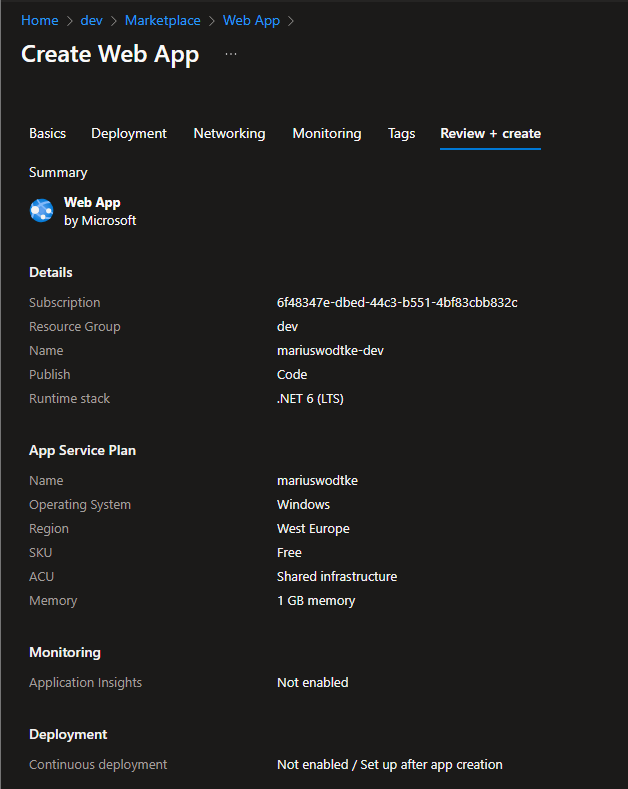 Home > dev > Marketplace > Web App >
Create Web App ...
Basics Deployment Networking Monitoring Tags Review + create
Summary
Web App
by Microsoft
Details
Subscription 6f48347e-dbed-44c3-b551-4bf83cbb832c
Resource Group dev
Name mariuswodtke-dev
Publish Code
Runtime stack .NET 6 (LTS)
App Service Plan
Name mariuswodtke
Operating System Windows
Region West Europe
SKU Free
ACU Shared infrastructure
Memory 1 GB memory
Monitoring
Application Insights Not enabled
Deployment
Continuous deployment Not enabled / Set up after app creation